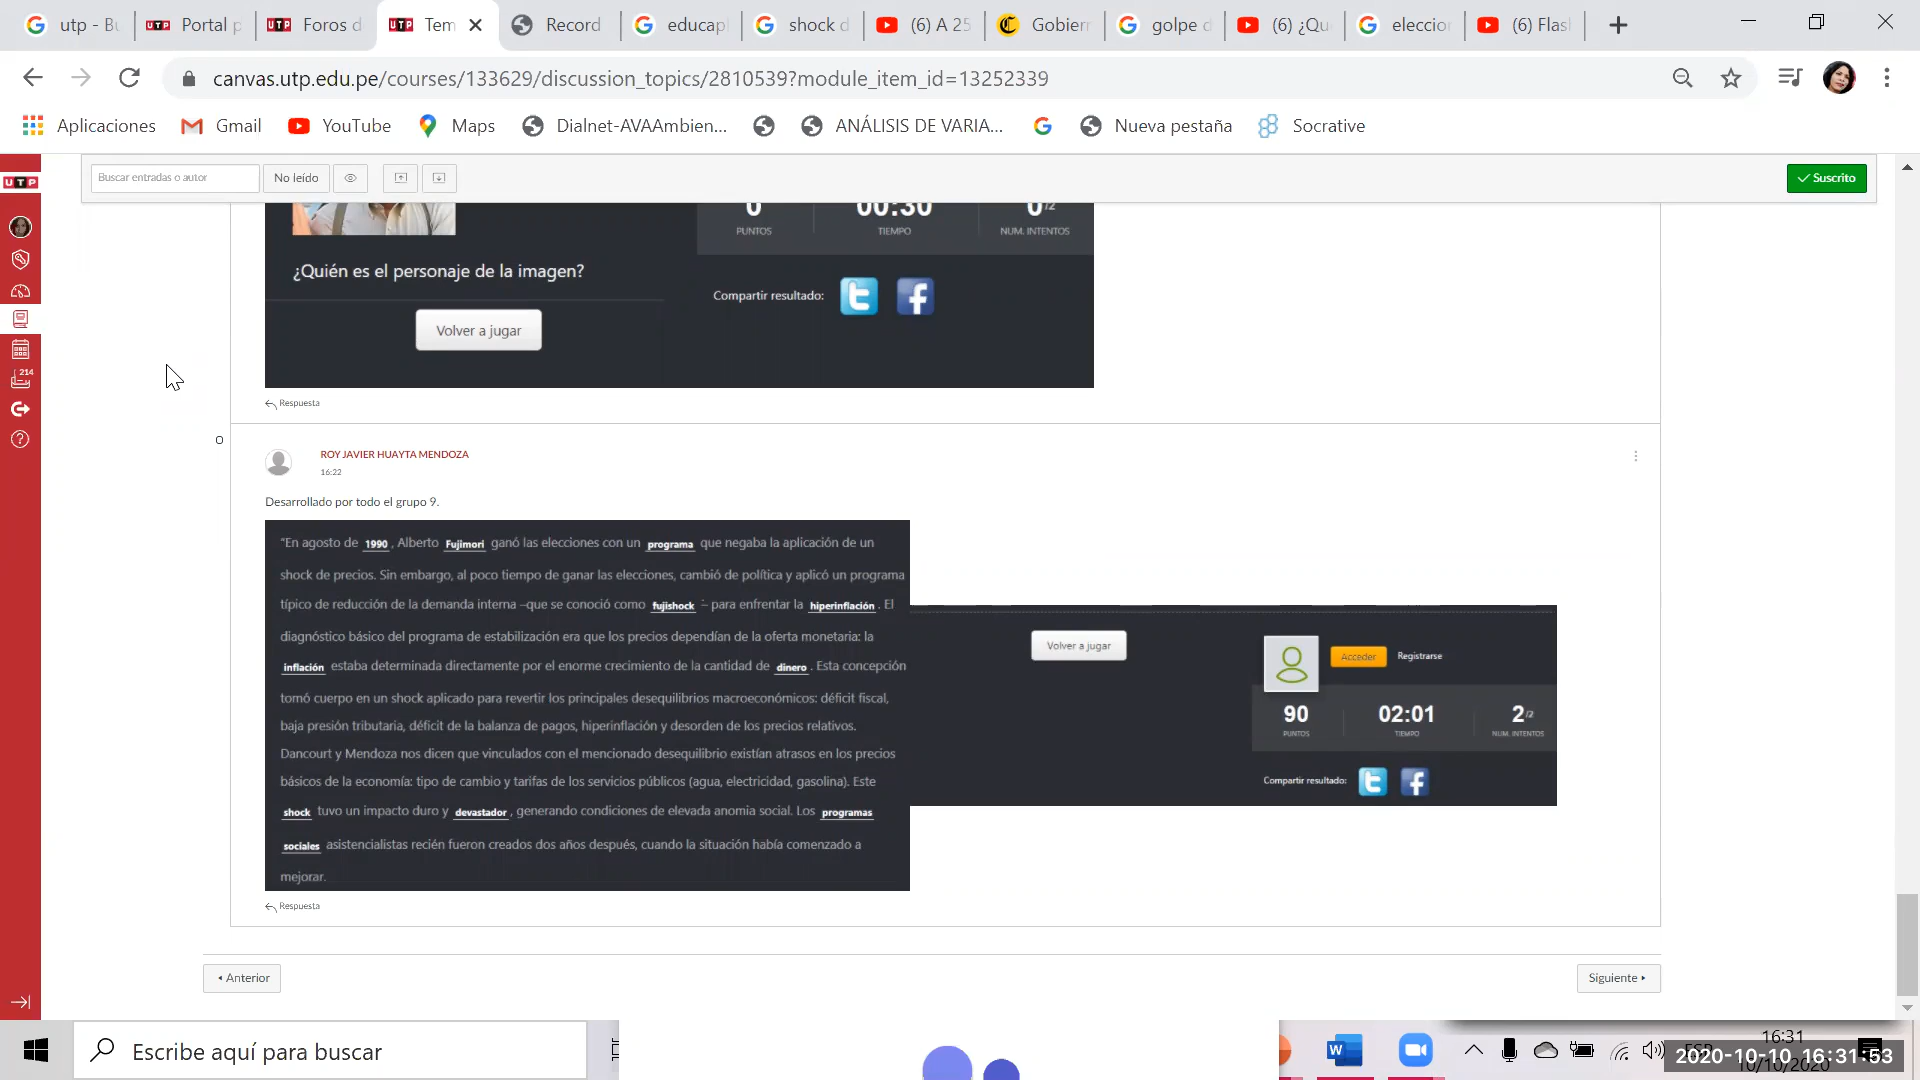 utp - Bu
Portal p
Foros d
Tem
Record
educap
shock d
(6) A 25
Gobiern
golpe d
(6) ¿Qu
eleccio
(6) Flas
canvas.utp.edu.pe/courses/133629/discussion_topics/2810539?module_item_id=13252339
Aplicaciones
Gmail
YouTube
Maps
Dialnet-AVAAmbien...
ANÁLISIS DE VARIA...
Nueva pestaña
Socrative
UTP
Buscar entradas o autor
No leído
Suscrito
0
00:30
0/2
PUNTOS
TIEMPO
NUM. INTENTOS
¿Quién es el personaje de la imagen?
Compartir resultado:
Volver a jugar
214
Respuesta
ROY JAVIER HUAYTA MENDOZA
16:22
Desarrollado por todo el grupo 9.
"En agosto de 1990, Alberto Fujimori ganó las elecciones con un programa que negaba la aplicación de un
shock de precios. Sin embargo, al poco tiempo de ganar las elecciones, cambió de política y aplicó un programa
típico de reducción de la demanda interna –que se conoció como fujishock – para enfrentar la hiperinflación. El
diagnóstico básico del programa de estabilización era que los precios dependían de la oferta monetaria: la
inflación estaba determinada directamente por el enorme crecimiento de la cantidad de dinero. Esta concepción
tomó cuerpo en un shock aplicado para revertir los principales desequilibrios macroeconómicos: déficit fiscal,
baja presión tributaria, déficit de la balanza de pagos, hiperinflación y desorden de los precios relativos.
Dancourt y Mendoza nos dicen que vinculados con el mencionado desequilibrio existían atrasos en los precios
básicos de la economía: tipo de cambio y tarifas de los servicios públicos (agua, electricidad, gasolina). Este
shock tuvo un impacto duro y devastador, generando condiciones de elevada anomia social. Los programas
sociales asistencialistas recién fueron creados dos años después, cuando la situación había comenzado a
mejorar.
Volver a jugar
Acceder
Registrarse
90
02:01
2/2
PUNTOS
TIEMPO
NUM. INTENTOS
Compartir resultado:
Respuesta
Anterior
Siguiente
Escribe aquí para buscar
ESP
16:31
10/10/2020
2020-10-10 16:31:53